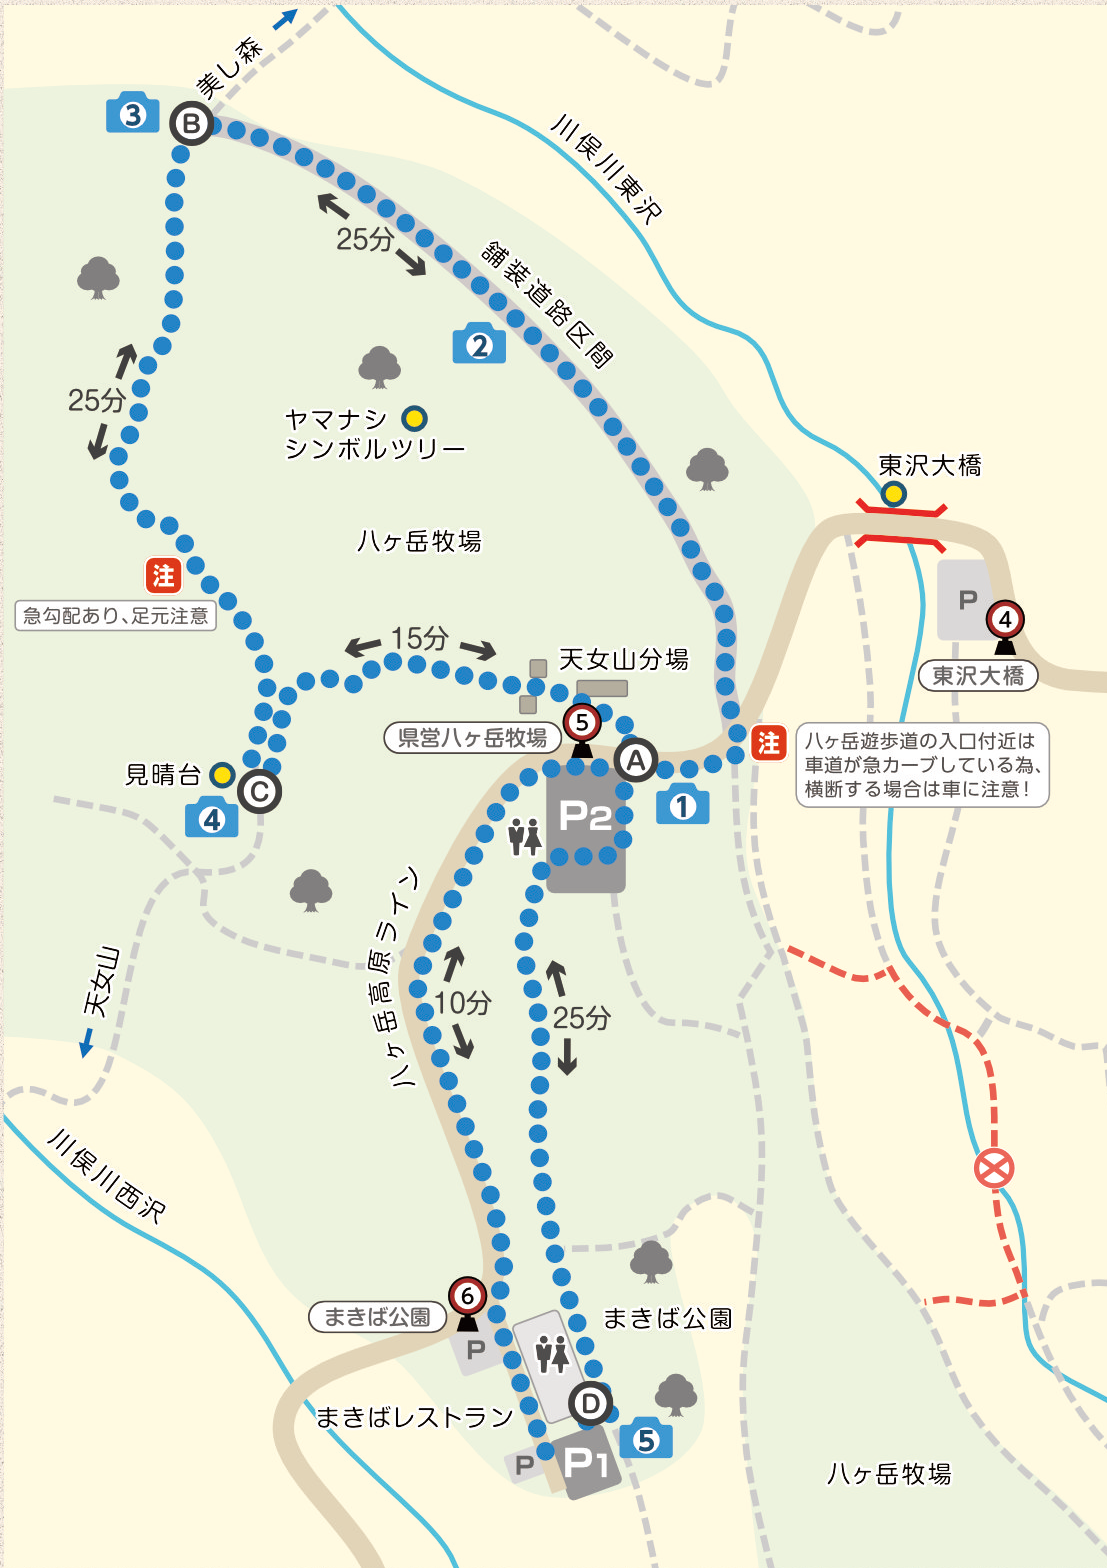 美し森
3
B
川俣川東沢
25分
舗装道路区間
2
25分
ヤマナシ
シンボルツリー
東沢大橋
八ヶ岳牧場
注
急勾配あり、足元注意
P
4
東沢大橋
15分
天女山分場
5
県営八ヶ岳牧場
A
注
八ヶ岳遊歩道の入口付近は
車道が急カーブしている為、
横断する場合は車に注意！
見晴台
C
4
1
P2
八ヶ岳高原ライン
天女山
10分
25分
川俣川西沢
6
まきば公園
P
まきば公園
D
まきばレストラン
5
P
P1
八ヶ岳牧場